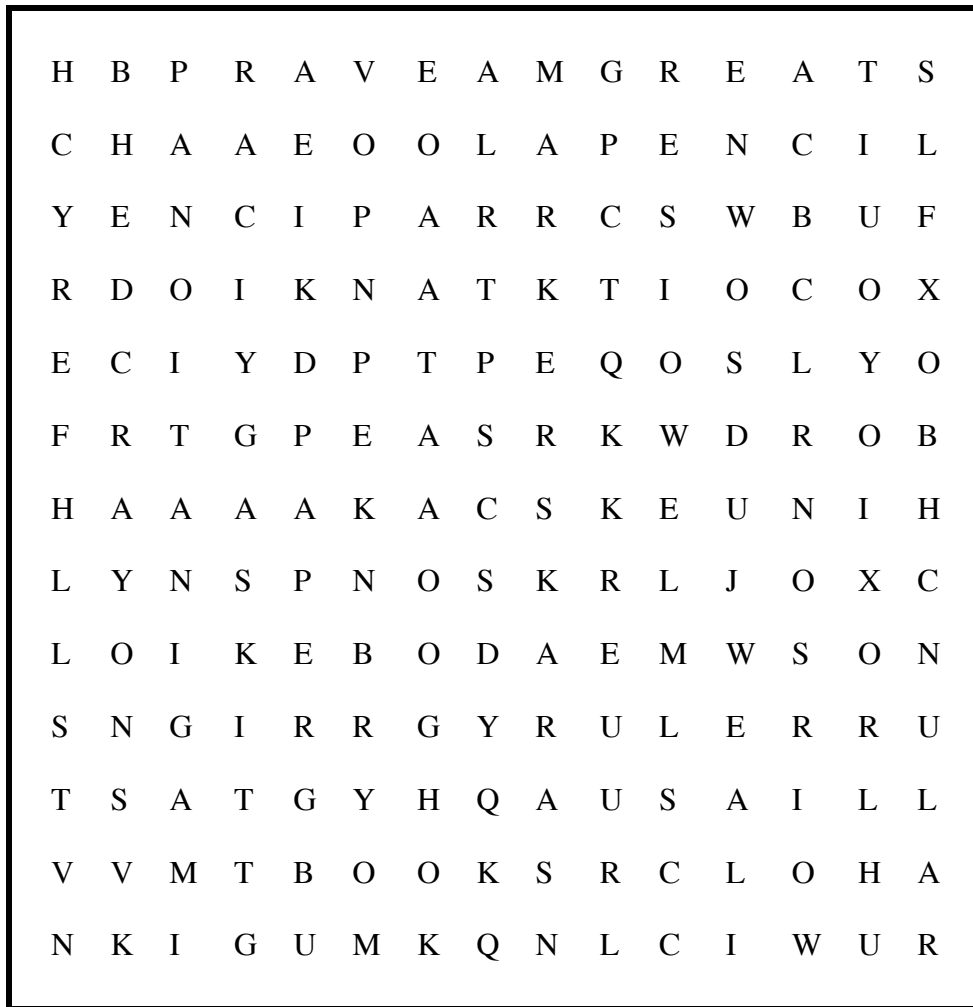 H B P R A V E A M G R E A T S
C H A A E O O L A P E N C I L
Y E N C I P A R R C S W B U F
R D O I K N A T K T I O C O X
E C I Y D P T P E Q O S L Y O
F R T G P E A S R K W D R O B
H A A A A K A C S K E U N I H
L Y N S P N O S K R L J O X C
L O I K E B O D A E M W S O N
S N G I R R G Y R U L E R R U
T S A T G Y H Q A U S A I L L
V V M T B O O K S R C L O H A
N K I G U M K Q N L C I W U R